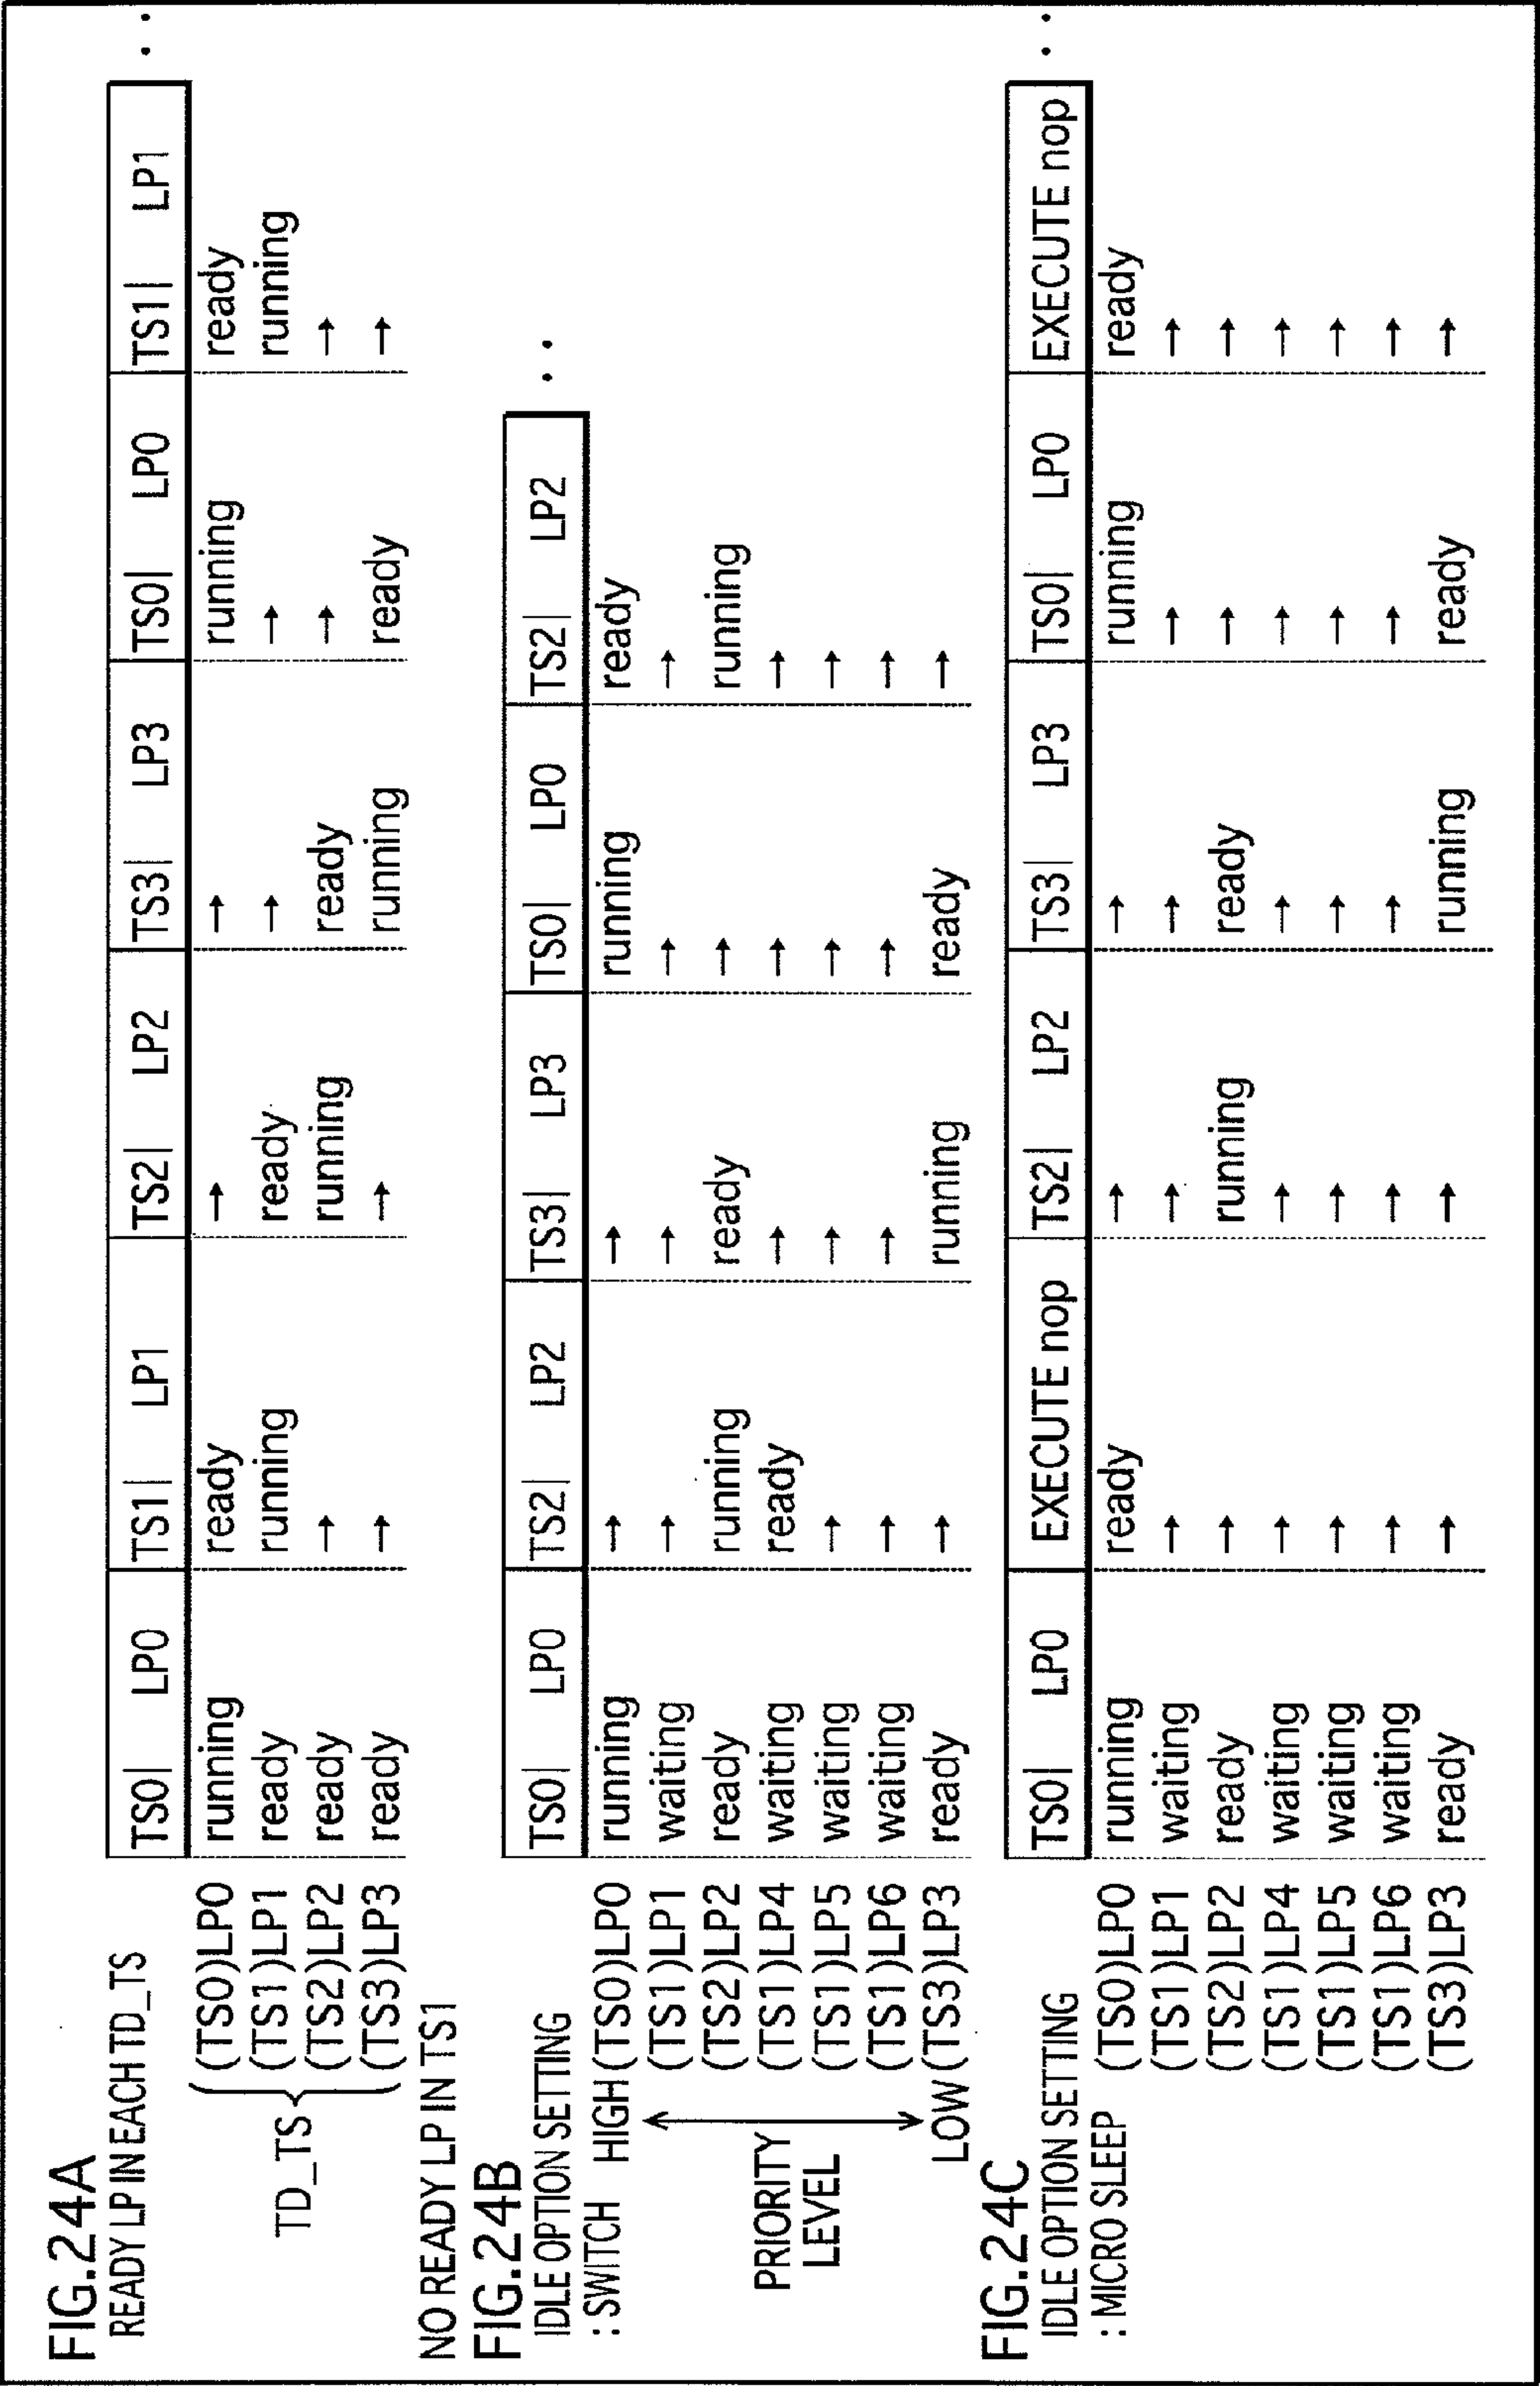 FIG.24A
READY LP IN EACH TD_TS
TS0| LP0 TS1| LP1 TS2| LP2 TS3| LP3 TS0| LP0 TS1| LP1 ··
TD_TS
(TS0)LP0 running ready → → running ready
(TS1)LP1 ready running ready → → running
(TS2)LP2 ready → running ready → →
(TS3)LP3 ready → → running ready →
NO READY LP IN TS1
FIG.24B
IDLE OPTION SETTING
: SWITCH
TS0| LP0 TS2| LP2 TS3| LP3 TS0| LP0 TS2| LP2 ··
HIGH (TS0)LP0 running → → running ready
(TS1)LP1 waiting → → → →
(TS2)LP2 ready running ready → running
PRIORITY
LEVEL
(TS1)LP4 waiting ready → → →
(TS1)LP5 waiting → → → →
(TS1)LP6 waiting → → → →
LOW (TS3)LP3 ready → running ready →
FIG.24C
IDLE OPTION SETTING
: MICRO SLEEP
TS0| LP0 EXECUTE nop TS2| LP2 TS3| LP3 TS0| LP0 EXECUTE nop ··
(TS0)LP0 running ready → → running ready
(TS1)LP1 waiting → → → → →
(TS2)LP2 ready → running ready → →
(TS1)LP4 waiting → → → → →
(TS1)LP5 waiting → → → → →
(TS1)LP6 waiting → → → → →
(TS3)LP3 ready → → running ready →